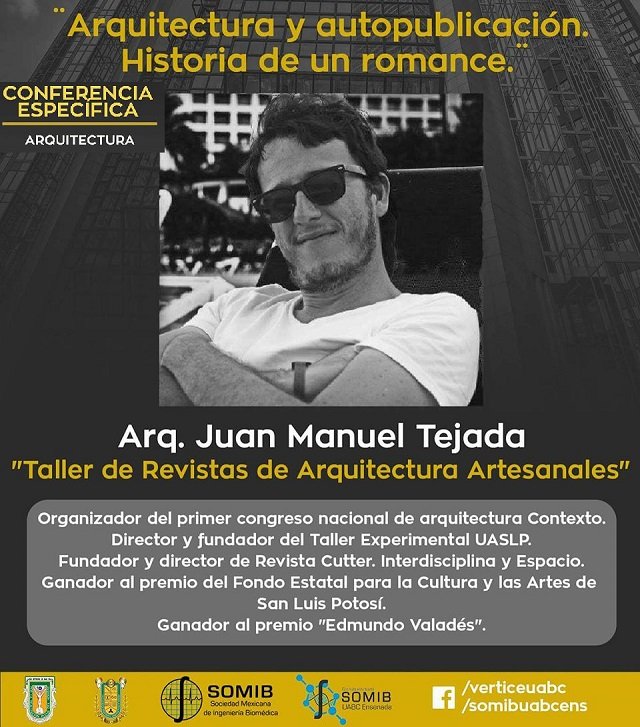 ¨Arquitectura y autopublicación.
Historia de un romance.¨
CONFERENCIA
ESPECÍFICA
ARQUITECTURA
Arq. Juan Manuel Tejada
"Taller de Revistas de Arquitectura Artesanales"
Organizador del primer congreso nacional de arquitectura Contexto.
Director y fundador del Taller Experimental UASLP.
Fundador y director de Revista Cutter. Interdisciplina y Espacio.
Ganador al premio del Fondo Estatal para la Cultura y las Artes de
San Luis Potosí.
Ganador al premio "Edmundo Valadés".
SOMIB
Sociedad Mexicana
de Ingeniería Biomédica
SOMIB
UABC Ensenada
/verticeuabc
/somibuabcens